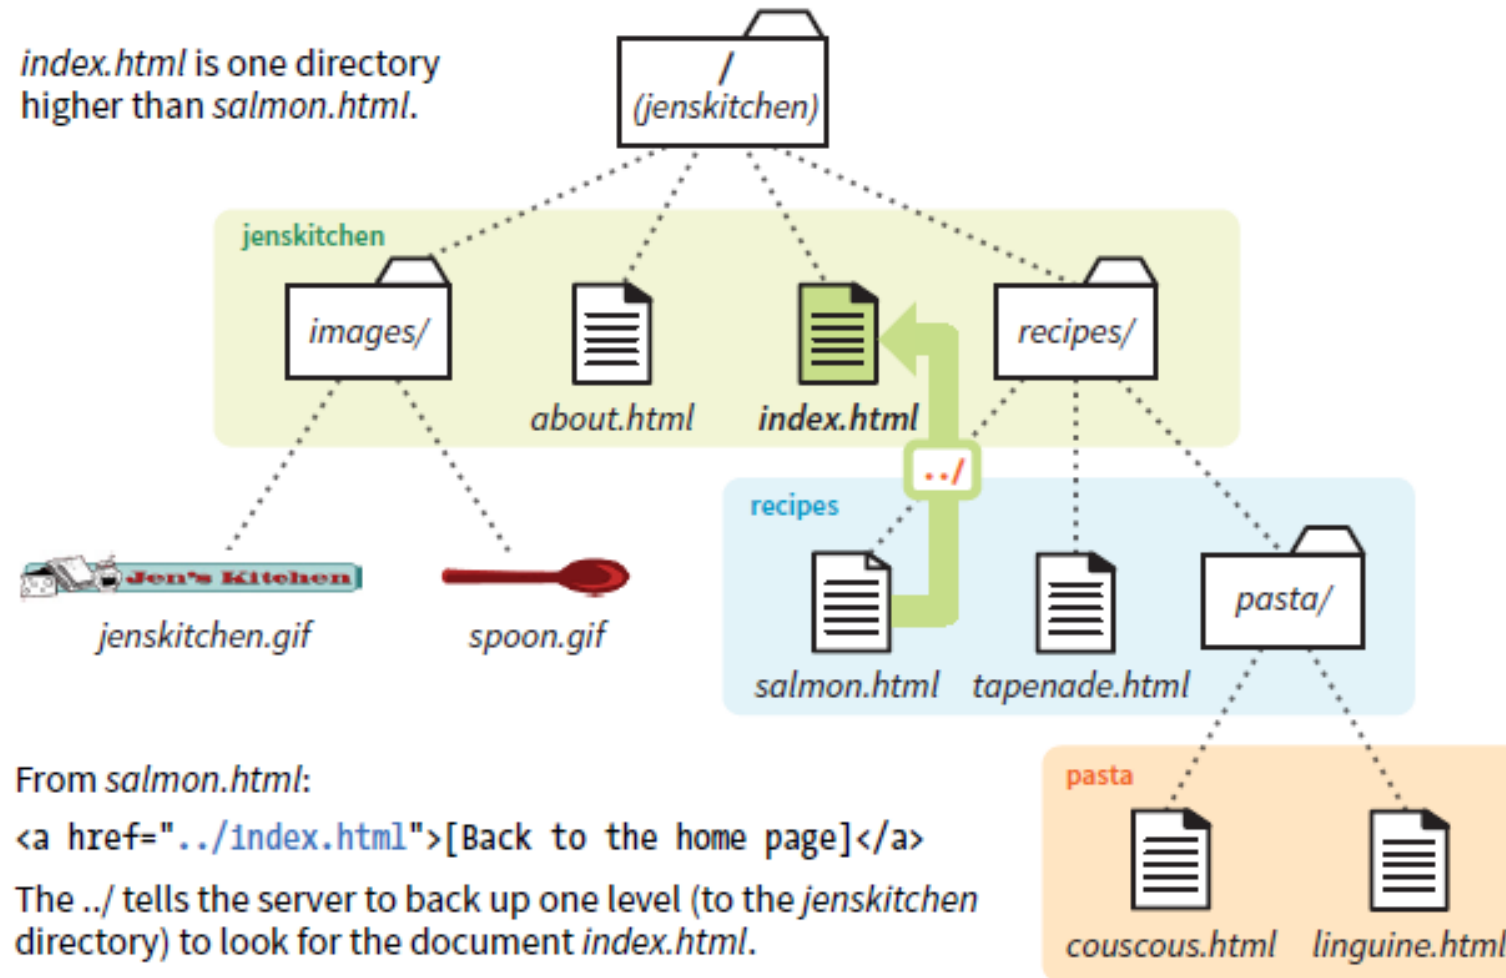 index.html is one directory
higher than salmon.html.
/
(jenskitchen)
jenskitchen
images/
about.html
index.html
recipes/
../
recipes
Jen's Kitchen
jenskitchen.gif
spoon.gif
salmon.html
tapenade.html
pasta/
From salmon.html:
<a href="../index.html">[Back to the home page]</a>
The ../ tells the server to back up one level (to the jenskitchen
directory) to look for the document index.html.
pasta
couscous.html
linguine.html